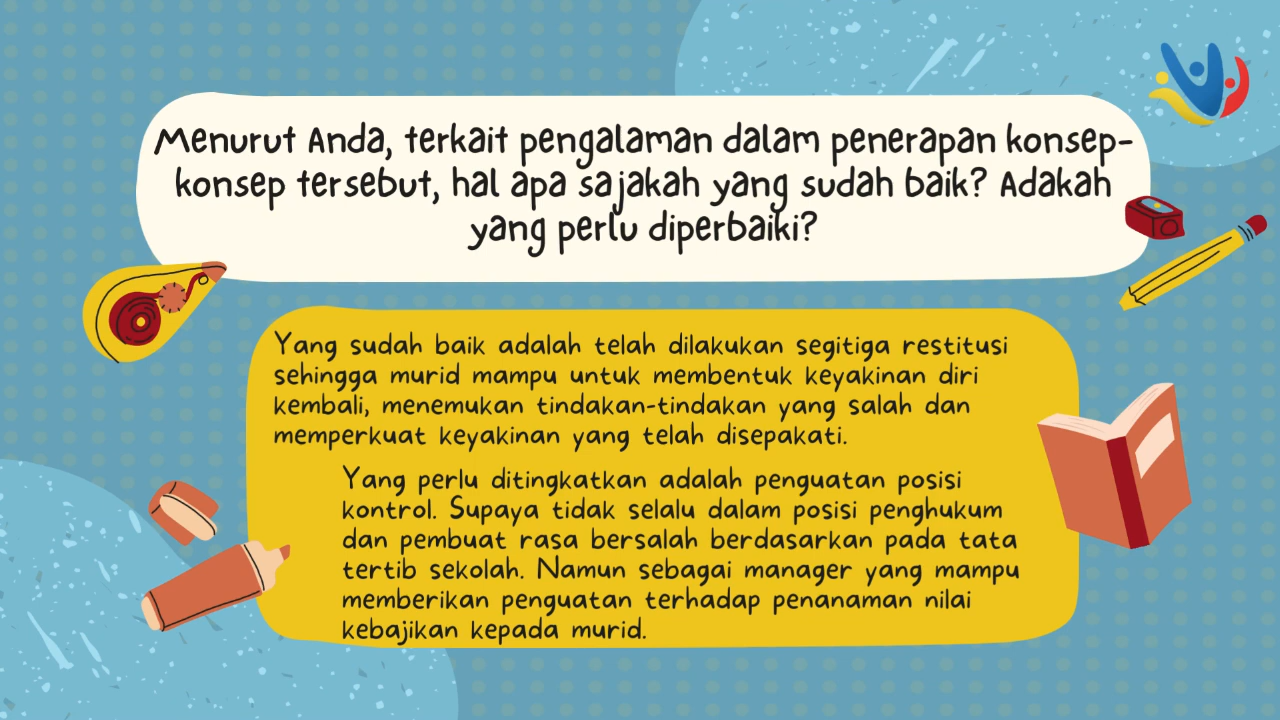 Menurut Anda, terkait pengalaman dalam penerapan konsep-
konsep tersebut, hal apa sajakah yang sudah baik? Adakah
yang perlu diperbaiki?
Yang sudah baik adalah telah dilakukan segitiga restitusi
sehingga murid mampu untuk membentuk keyakinan diri
kembali, menemukan tindakan-tindakan yang salah dan
memperkuat keyakinan yang telah disepakati.
Yang perlu ditingkatkan adalah penguatan posisi
kontrol. Supaya tidak selalu dalam posisi penghukum
dan pembuat rasa bersalah berdasarkan pada tata
tertib sekolah. Namun sebagai manager yang mampu
memberikan penguatan terhadap penanaman nilai
kebajikan kepada murid.